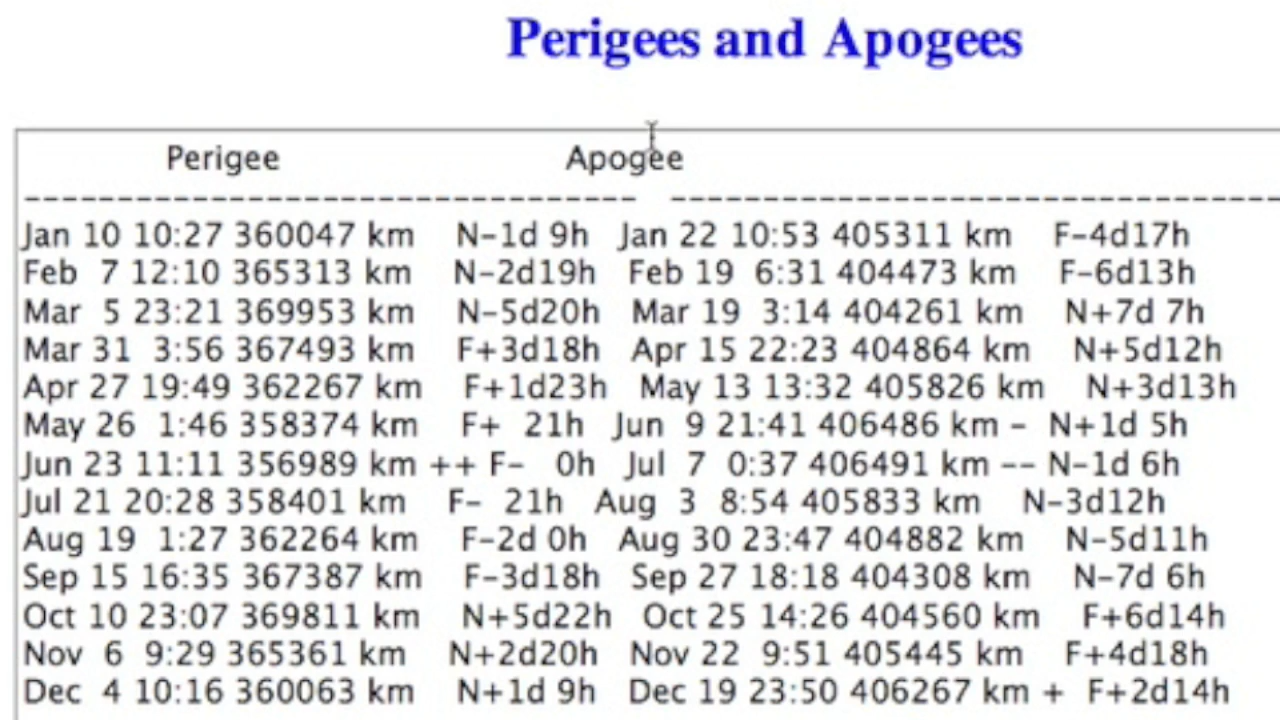 Perigees and Apogees
Perigee Apogee
--------------------------------- ---------------------------------
Jan 10 10:27 360047 km N-1d 9h Jan 22 10:53 405311 km F-4d17h
Feb 7 12:10 365313 km N-2d19h Feb 19 6:31 404473 km F-6d13h
Mar 5 23:21 369953 km N-5d20h Mar 19 3:14 404261 km N+7d 7h
Mar 31 3:56 367493 km F+3d18h Apr 15 22:23 404864 km N+5d12h
Apr 27 19:49 362267 km F+1d23h May 13 13:32 405826 km N+3d13h
May 26 1:46 358374 km F+ 21h Jun 9 21:41 406486 km - N+1d 5h
Jun 23 11:11 356989 km ++ F- 0h Jul 7 0:37 406491 km -- N-1d 6h
Jul 21 20:28 358401 km F- 21h Aug 3 8:54 405833 km N-3d12h
Aug 19 1:27 362264 km F-2d 0h Aug 30 23:47 404882 km N-5d11h
Sep 15 16:35 367387 km F-3d18h Sep 27 18:18 404308 km N-7d 6h
Oct 10 23:07 369811 km N+5d22h Oct 25 14:26 404560 km F+6d14h
Nov 6 9:29 365361 km N+2d20h Nov 22 9:51 405445 km F+4d18h
Dec 4 10:16 360063 km N+1d 9h Dec 19 23:50 406267 km + F+2d14h